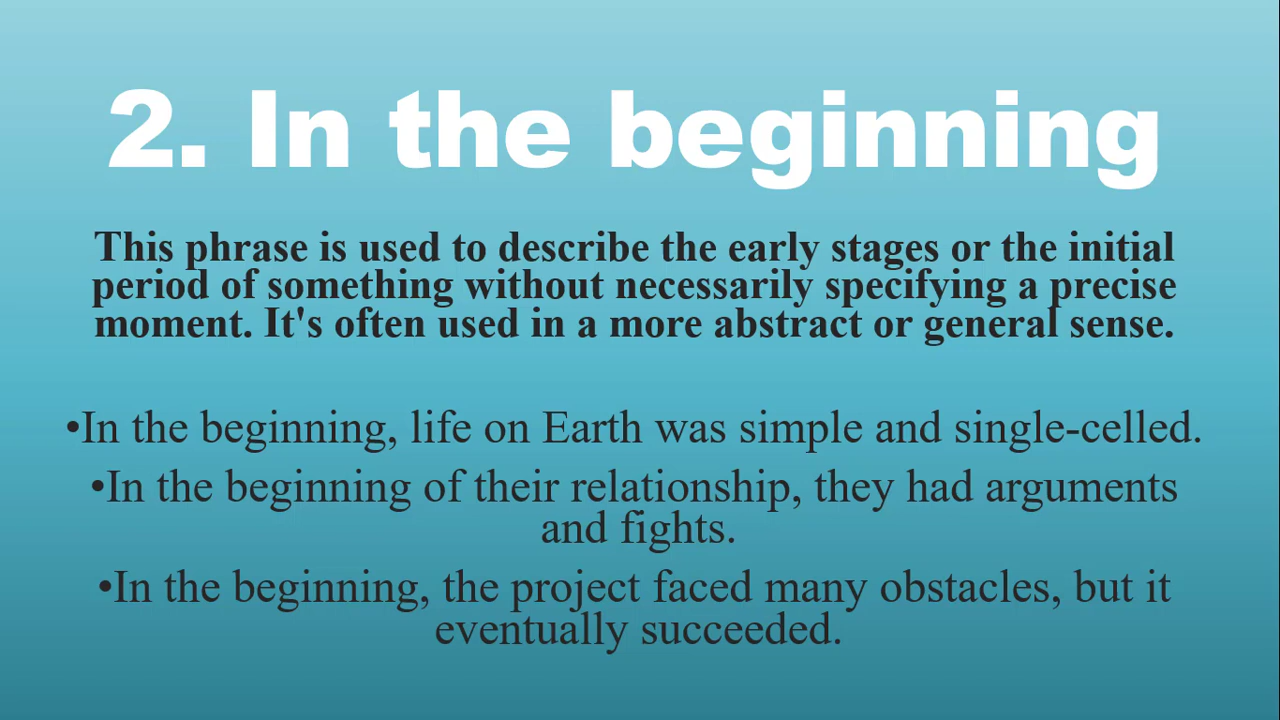 2. In the beginning
This phrase is used to describe the early stages or the initial
period of something without necessarily specifying a precise
moment. It's often used in a more abstract or general sense.
•In the beginning, life on Earth was simple and single-celled.
•In the beginning of their relationship, they had arguments
and fights.
•In the beginning, the project faced many obstacles, but it
eventually succeeded.